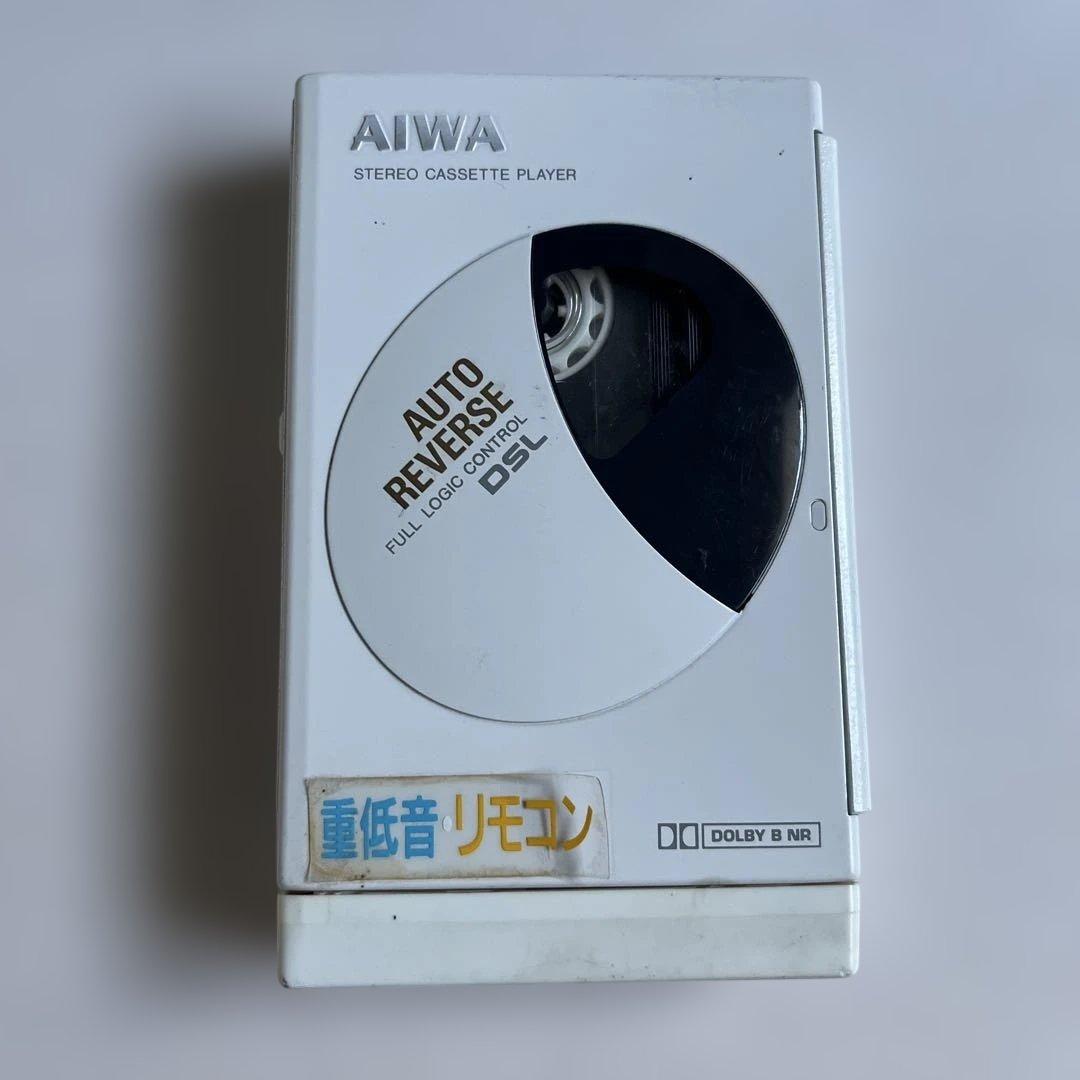 AIWA
STEREO CASSETTE PLAYER
AUTO
REVERSE
FULL LOGIC CONTROL
DSL
重低音・リモコン
DOLBY B NR